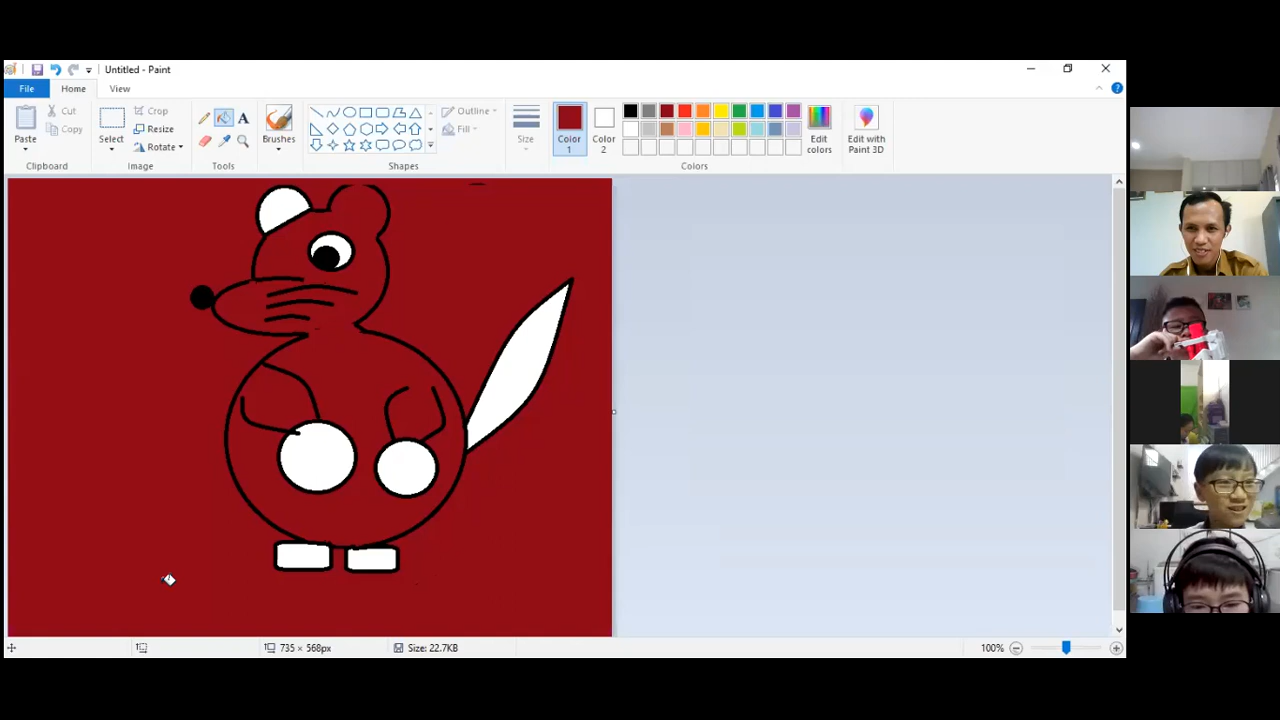 Untitled - Paint
File Home View
Paste
Cut
Copy
Clipboard
Select
Crop
Resize
Rotate
Image
A
Tools
Brushes
Outline
Fill
Shapes
Size
Color 1
Color 2
Edit colors
Edit with Paint 3D
Colors
735 × 568px
Size: 22.7KB
100%